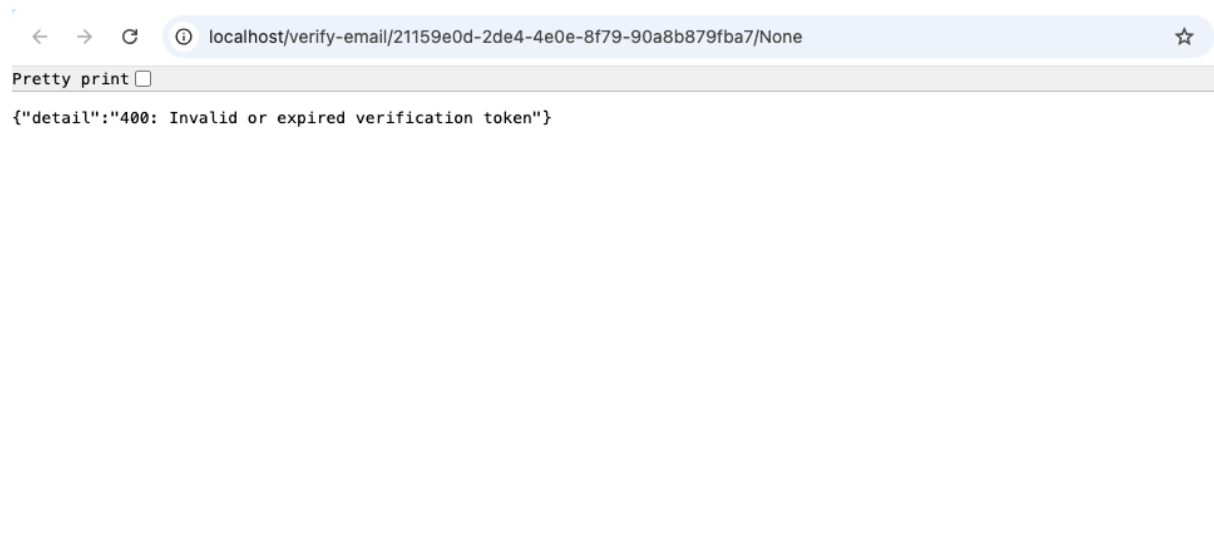 localhost/verify-email/21159e0d-2de4-4e0e-8f79-90a8b879fba7/None
Pretty print
{"detail":"400: Invalid or expired verification token"}